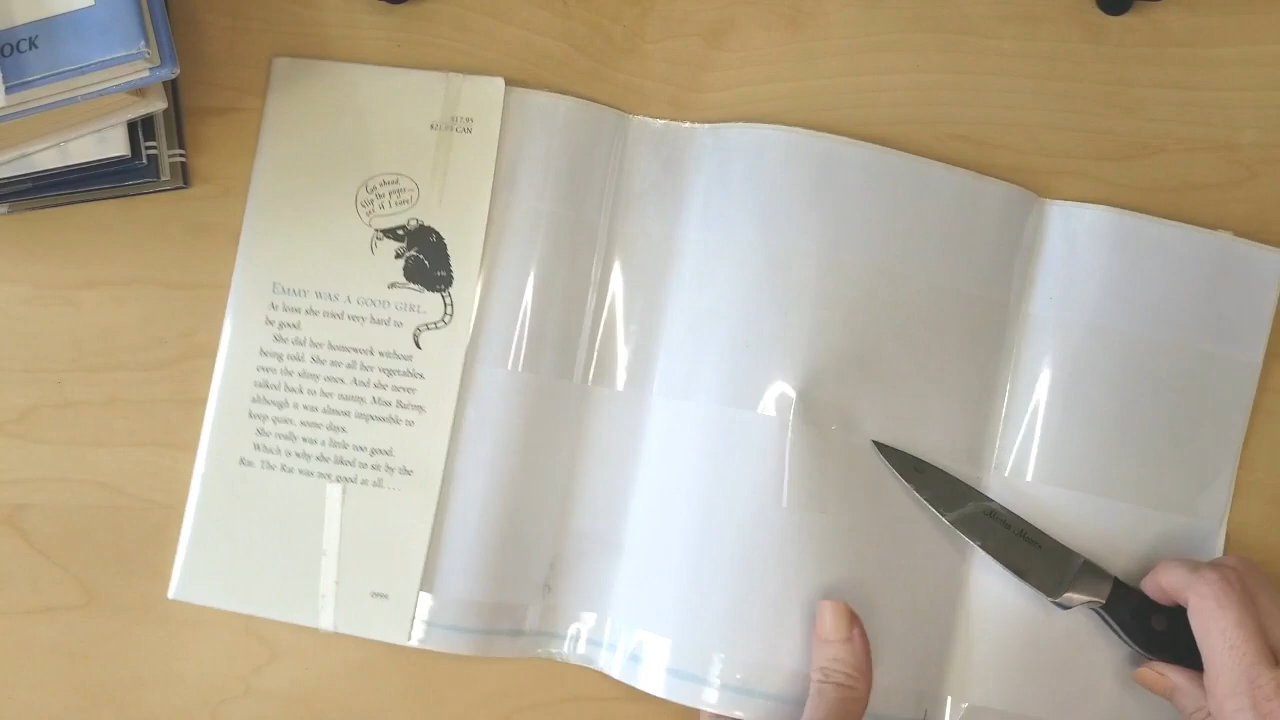 OCK
$17.95
$21.95 CAN
Go ahead,
flip the pages—
see if I care!
EMMY WAS A GOOD GIRL.
At least she tried very hard to
be good.
She did her homework without
being told. She ate all her vegetables,
even the slimy ones. And she never
talked back to her nanny, Miss Barmy,
although it was almost impossible to
keep quiet, some days.
She really was a little too good.
Which is why she liked to sit by the
Rat. The Rat was not good at all. . . .